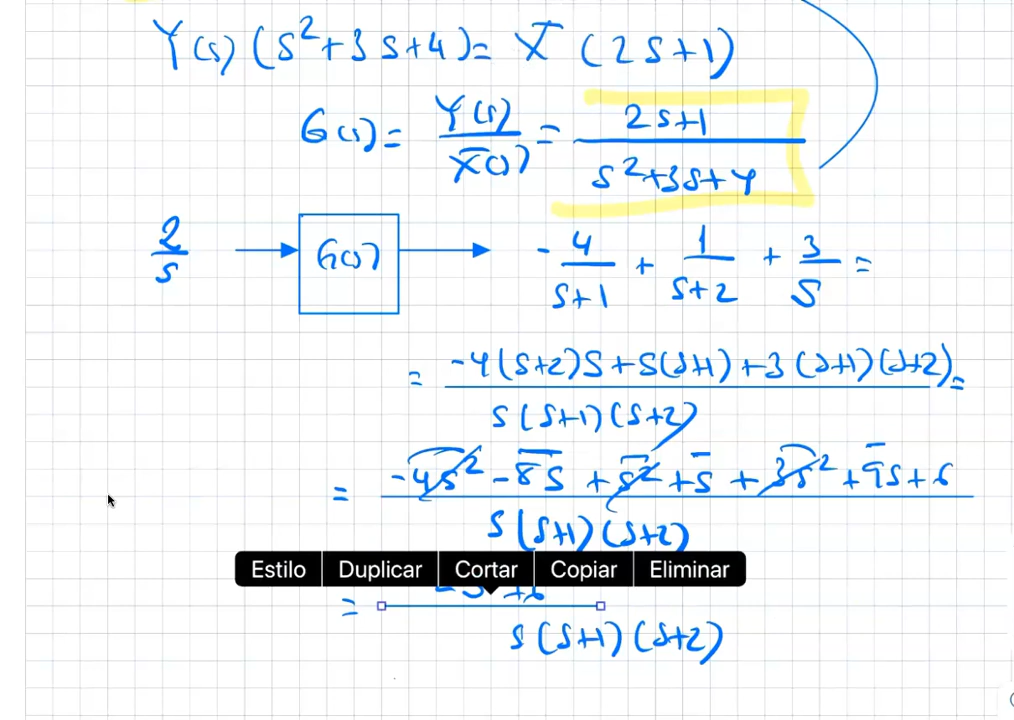 Y(s) (s²+3s+4)= X (2s+1)
G(s)= Y(s)/X(s) = 2s+1/s²+3s+4
2/s G(s) - 4/s+1 + 1/s+2 + 3/s =
= -4(s+2)s+s(s+1)+3(s+1)(s+2)/s(s+1)(s+2) =
= -4s²-8s+s²+s+3s²+9s+6/s(s+1)(s+2)
Estilo Duplicar Cortar Copiar Eliminar
=
s(s+1)(s+2)